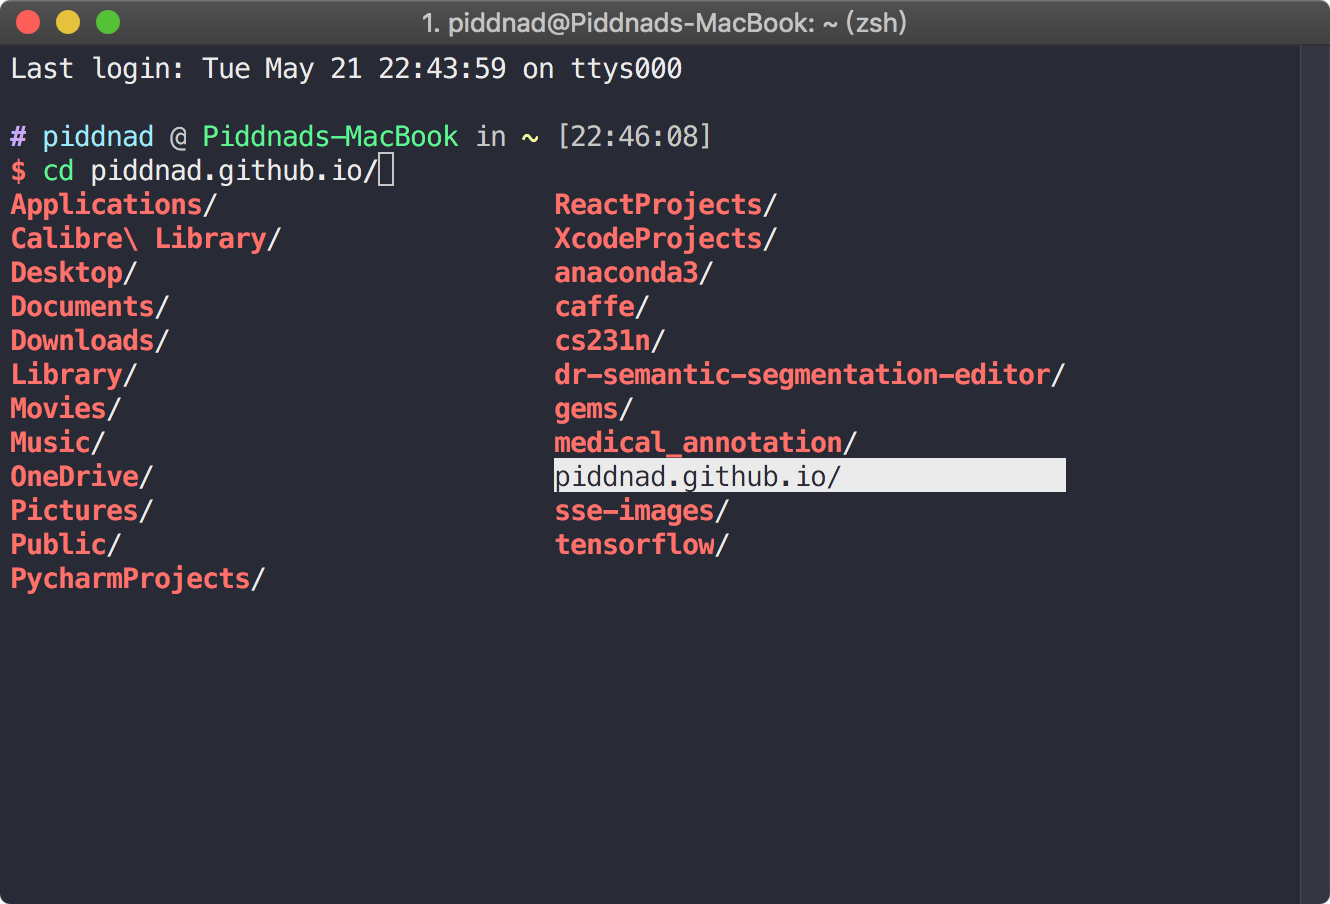 1. piddnad@Piddnads-MacBook: ~ (zsh)
Last login: Tue May 21 22:43:59 on ttys000
# piddnad @ Piddnads-MacBook in ~ [22:46:08]
$ cd piddnad.github.io/
Applications/ ReactProjects/
Calibre\ Library/ XcodeProjects/
Desktop/ anaconda3/
Documents/ caffe/
Downloads/ cs231n/
Library/ dr-semantic-segmentation-editor/
Movies/ gems/
Music/ medical_annotation/
OneDrive/ piddnad.github.io/
Pictures/ sse-images/
Public/ tensorflow/
PycharmProjects/